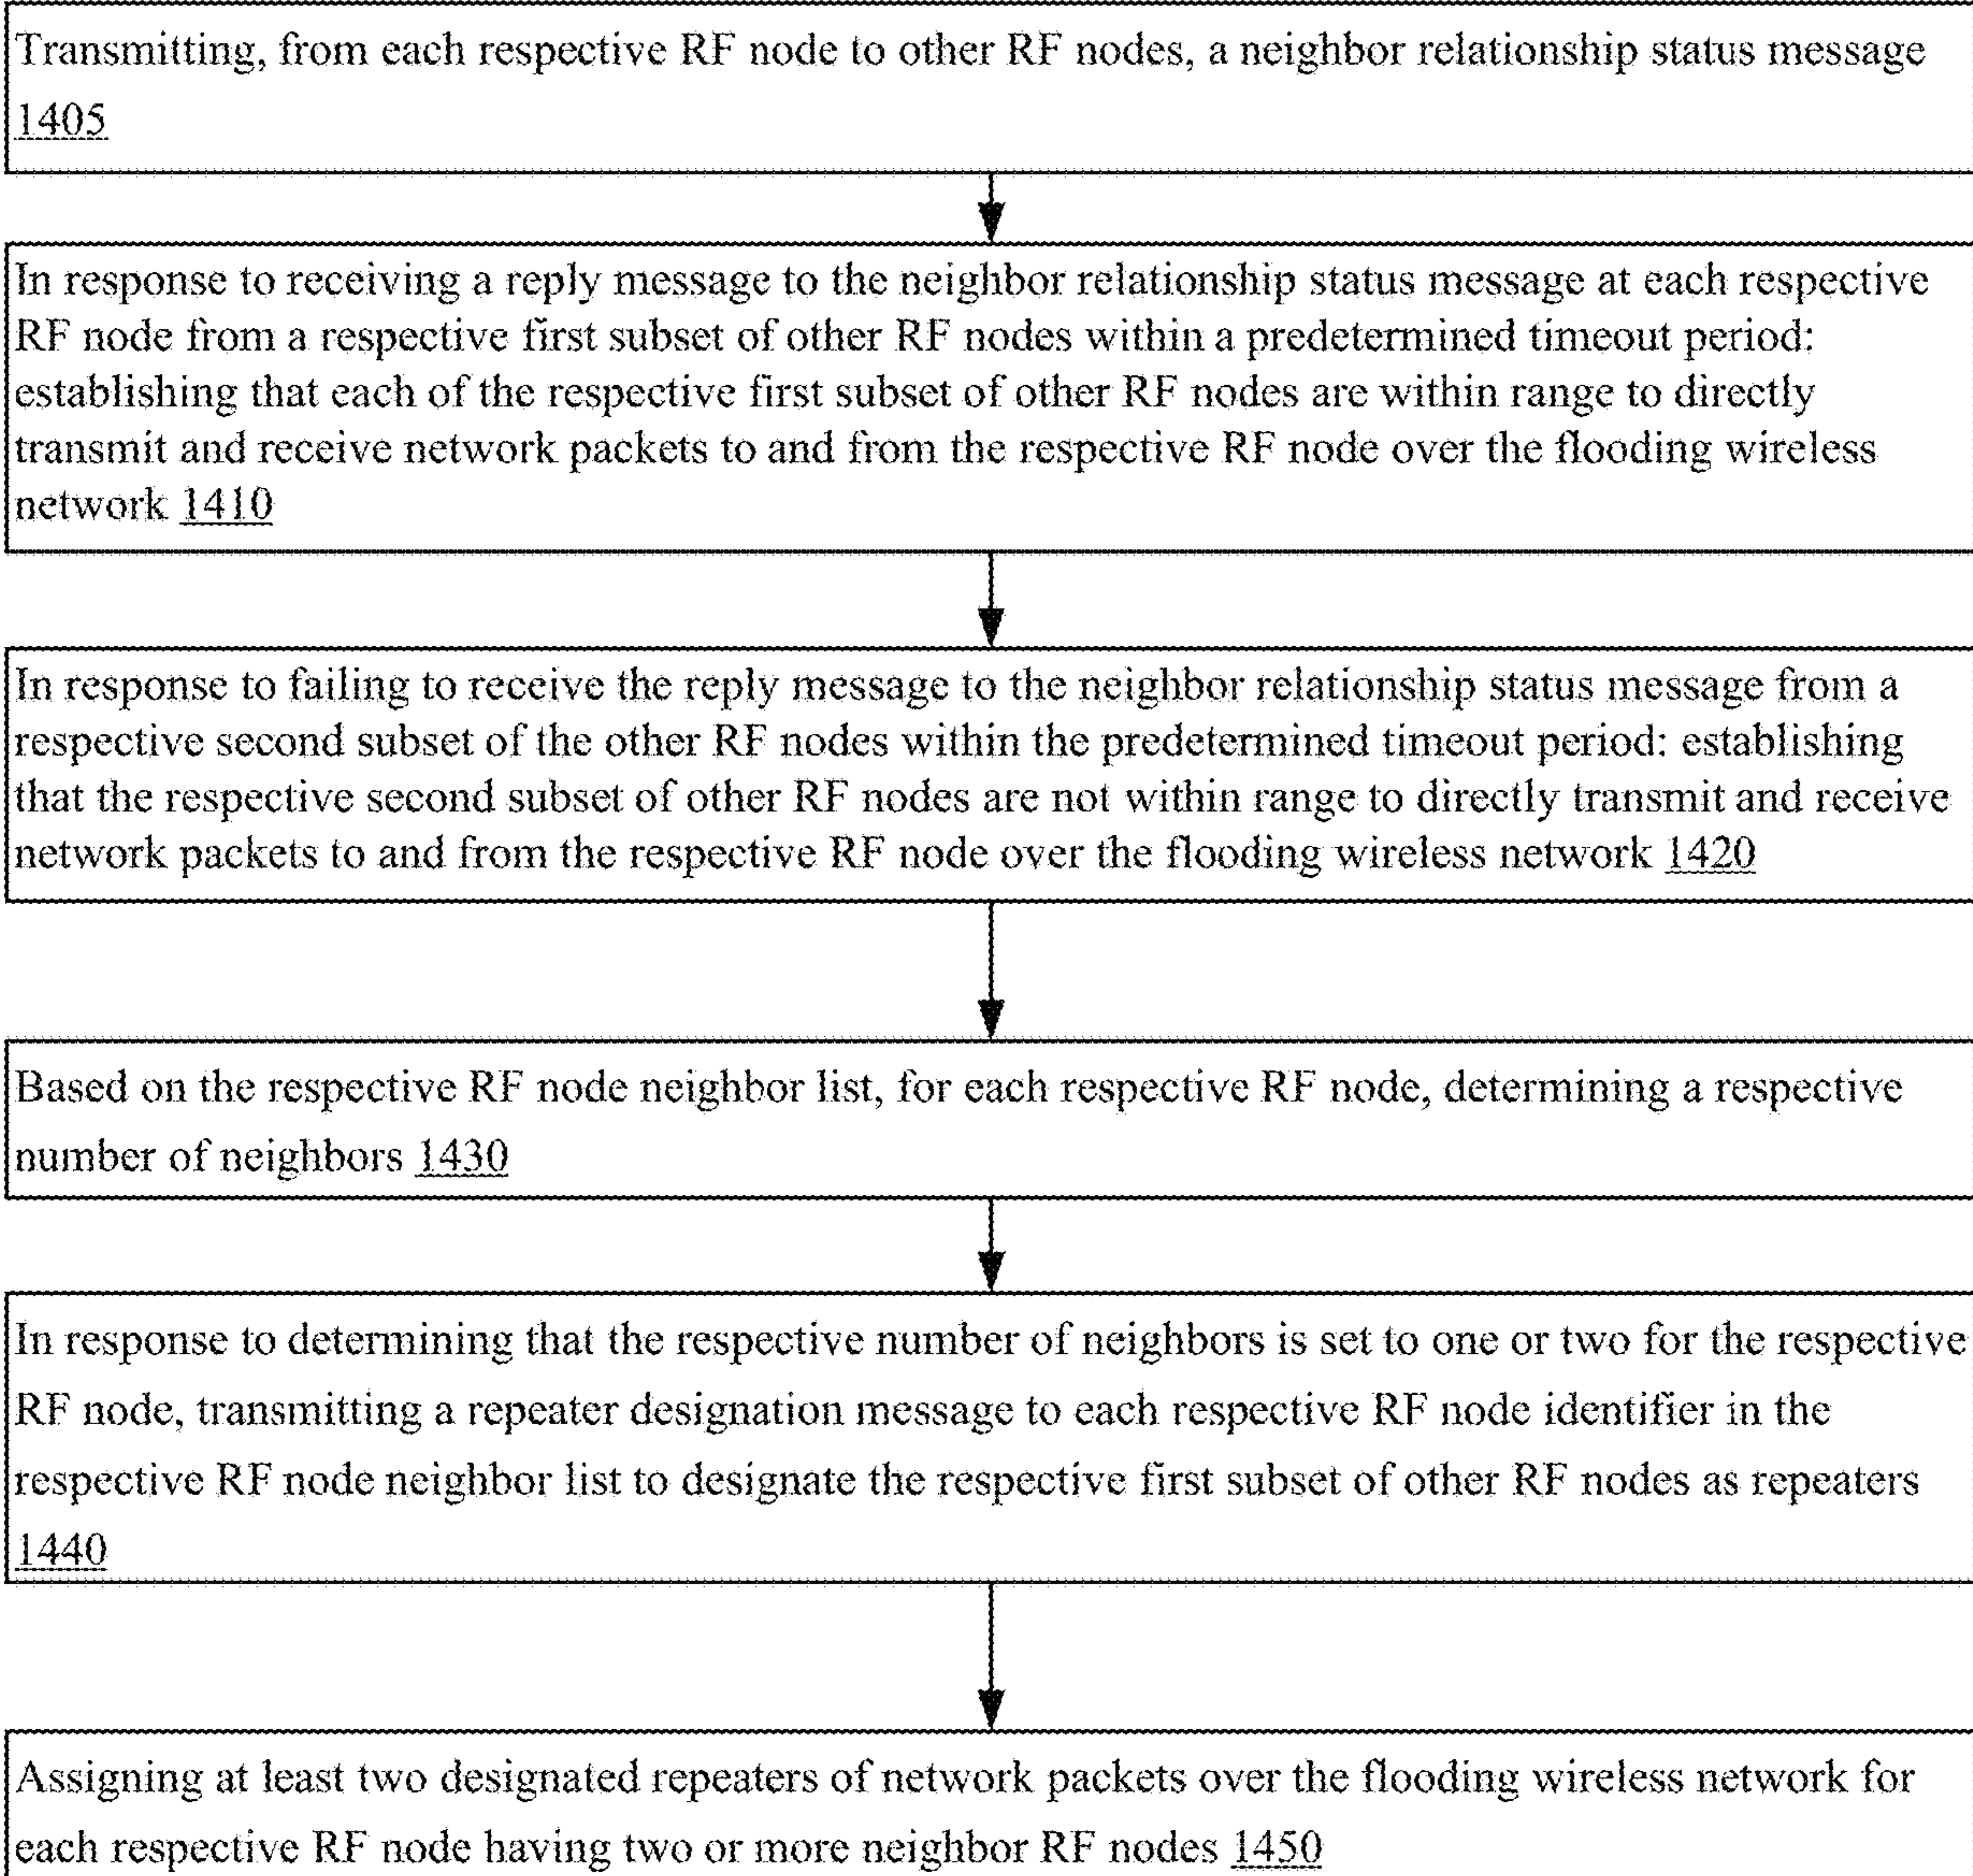 Transmitting, from each respective RF node to other RF nodes, a neighbor relationship status message
1405
In response to receiving a reply message to the neighbor relationship status message at each respective
RF node from a respective first subset of other RF nodes within a predetermined timeout period:
establishing that each of the respective first subset of other RF nodes are within range to directly
transmit and receive network packets to and from the respective RF node over the flooding wireless
network 1410
In response to failing to receive the reply message to the neighbor relationship status message from a
respective second subset of the other RF nodes within the predetermined timeout period: establishing
that the respective second subset of other RF nodes are not within range to directly transmit and receive
network packets to and from the respective RF node over the flooding wireless network 1420
Based on the respective RF node neighbor list, for each respective RF node, determining a respective
number of neighbors 1430
In response to determining that the respective number of neighbors is set to one or two for the respective
RF node, transmitting a repeater designation message to each respective RF node identifier in the
respective RF node neighbor list to designate the respective first subset of other RF nodes as repeaters
1440
Assigning at least two designated repeaters of network packets over the flooding wireless network for
each respective RF node having two or more neighbor RF nodes 1450